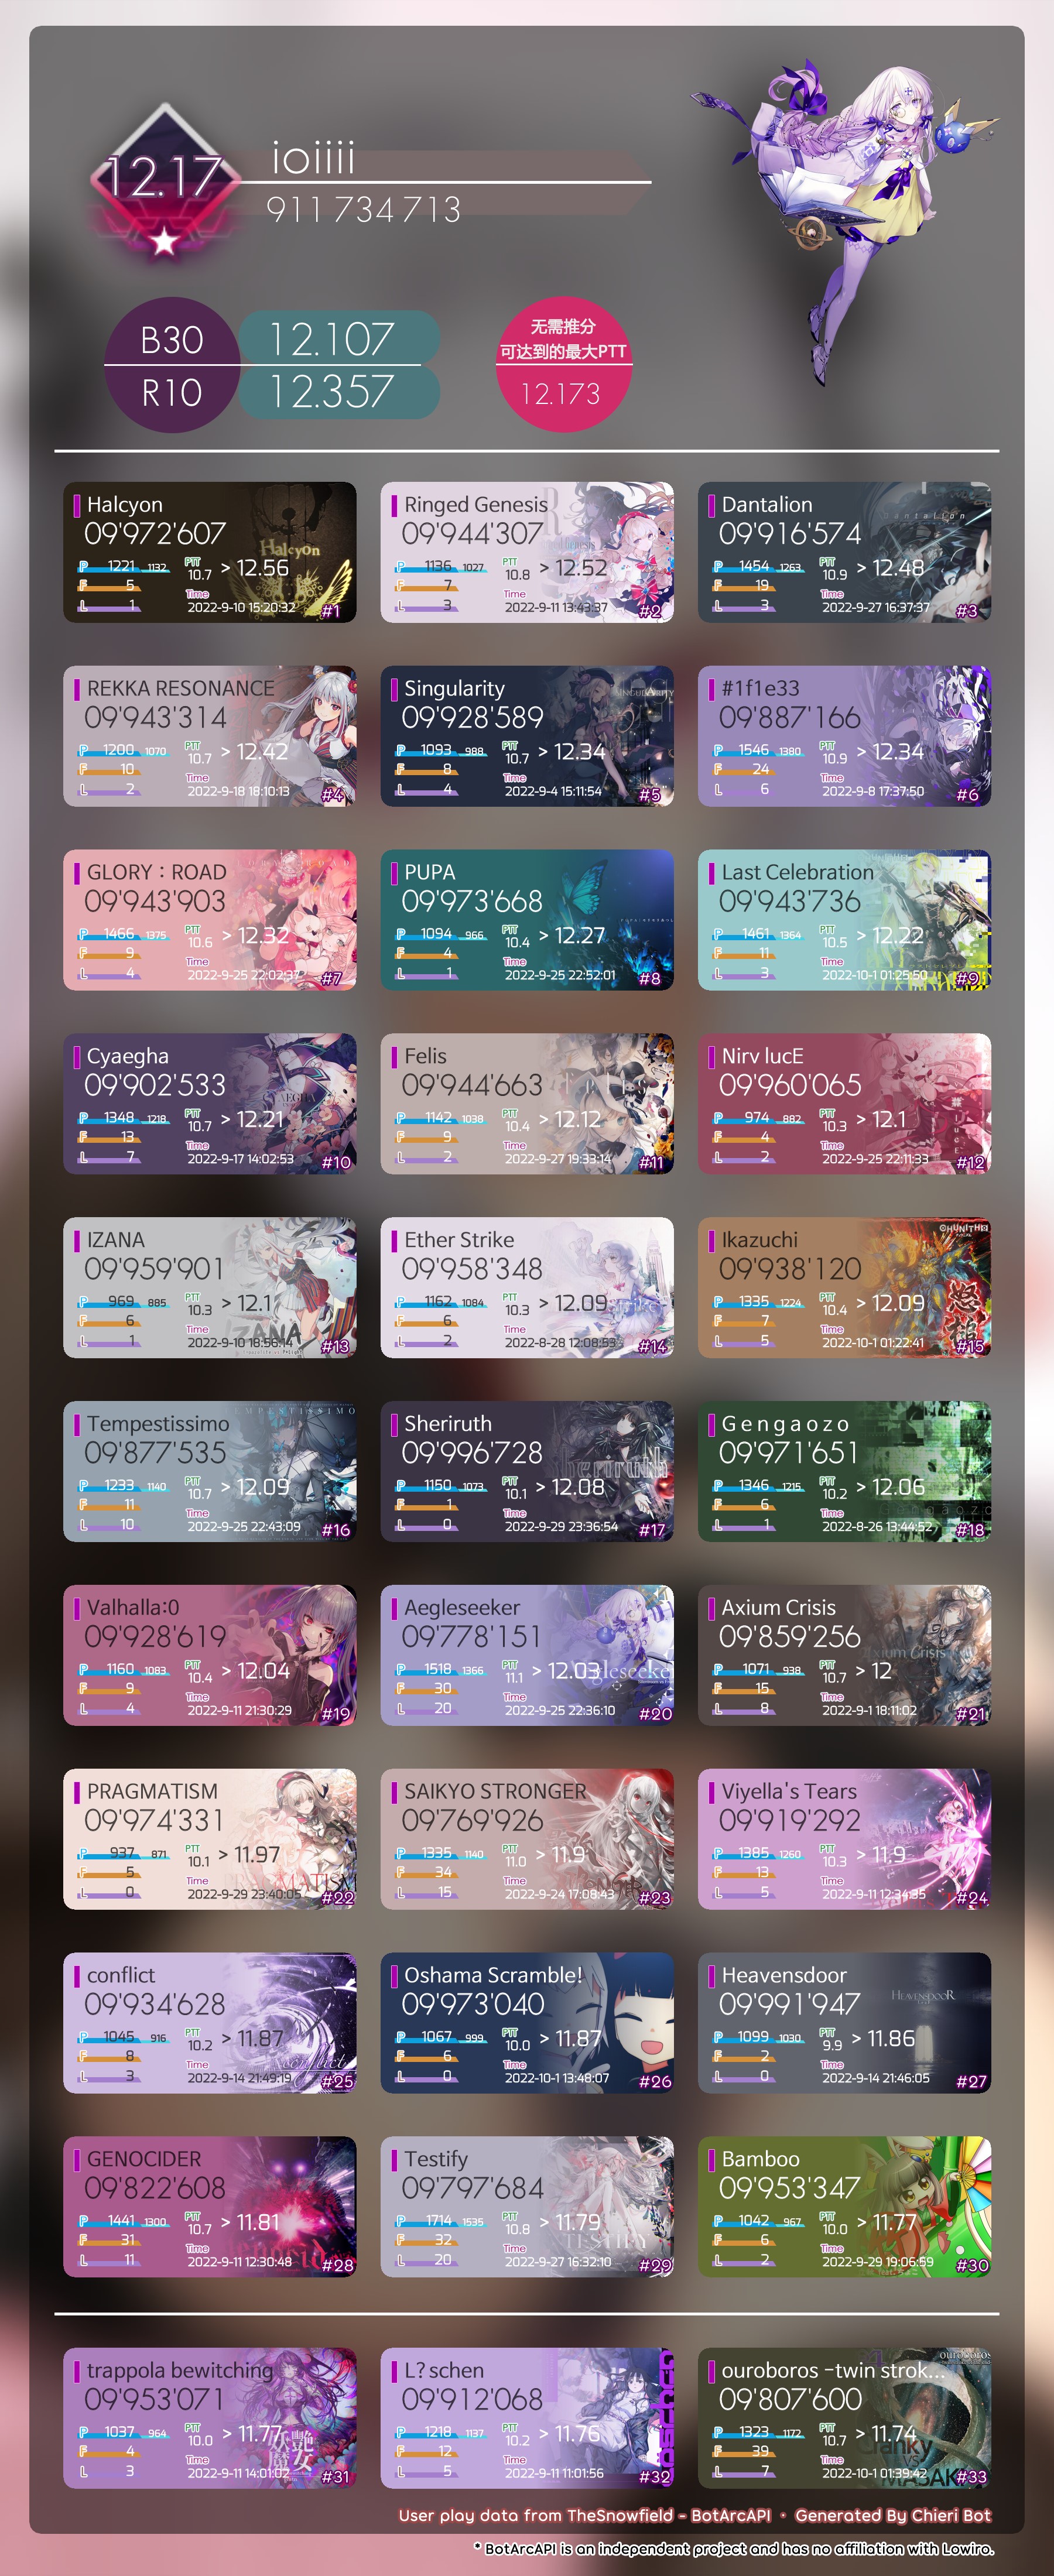 12.17
ioiiii
911 734 713
B30 12.107
R10 12.357
无需推分
可达到的最大PTT
12.173
Halcyon
09'972'607
P 1221 1132 PTT 10.7 > 12.56
F 5 Time
L 1 2022-9-10 15:20:32 #1
Ringed Genesis
09'944'307
P 1136 1027 PTT 10.8 > 12.52
F 7 Time
L 3 2022-9-11 13:43:37 #2
Dantalion
09'916'574
P 1454 1263 PTT 10.9 > 12.48
F 19 Time
L 3 2022-9-27 16:37:37 #3
REKKA RESONANCE
09'943'314
P 1200 1070 PTT 10.7 > 12.42
F 10 Time
L 2 2022-9-18 18:10:13 #4
Singularity
09'928'589
P 1093 988 PTT 10.7 > 12.34
F 8 Time
L 4 2022-9-4 15:11:54 #5
#1f1e33
09'887'166
P 1546 1380 PTT 10.9 > 12.34
F 24 Time
L 6 2022-9-8 17:37:50 #6
GLORY：ROAD
09'943'903
P 1466 1375 PTT 10.6 > 12.32
F 9 Time
L 4 2022-9-25 22:02:37 #7
PUPA
09'973'668
P 1094 966 PTT 10.4 > 12.27
F 4 Time
L 1 2022-9-25 22:52:01 #8
Last Celebration
09'943'736
P 1461 1364 PTT 10.5 > 12.22
F 11 Time
L 3 2022-10-1 01:25:50 #9
Cyaegha
09'902'533
P 1348 1218 PTT 10.7 > 12.21
F 13 Time
L 7 2022-9-17 14:02:53 #10
Felis
09'944'663
P 1142 1038 PTT 10.4 > 12.12
F 9 Time
L 2 2022-9-27 19:33:14 #11
Nirv lucE
09'960'065
P 974 882 PTT 10.3 > 12.1
F 4 Time
L 2 2022-9-25 22:11:33 #12
IZANA
09'959'901
P 969 885 PTT 10.3 > 12.1
F 6 Time
L 1 2022-9-10 18:56:14 #13
Ether Strike
09'958'348
P 1162 1084 PTT 10.3 > 12.09
F 6 Time
L 2 2022-8-28 12:08:53 #14
Ikazuchi
09'938'120
P 1335 1224 PTT 10.4 > 12.09
F 7 Time
L 5 2022-10-1 01:22:41 #15
Tempestissimo
09'877'535
P 1233 1140 PTT 10.7 > 12.09
F 11 Time
L 10 2022-9-25 22:43:09 #16
Sheriruth
09'996'728
P 1150 1073 PTT 10.1 > 12.08
F 1 Time
L 0 2022-9-29 23:36:54 #17
G e n g a o z o
09'971'651
P 1346 1215 PTT 10.2 > 12.06
F 6 Time
L 1 2022-8-26 13:44:52 #18
Valhalla:0
09'928'619
P 1160 1083 PTT 10.4 > 12.04
F 9 Time
L 4 2022-9-11 21:30:29 #19
Aegleseeker
09'778'151
P 1518 1366 PTT 11.1 > 12.03
F 30 Time
L 20 2022-9-25 22:36:10 #20
Axium Crisis
09'859'256
P 1071 938 PTT 10.7 > 12
F 15 Time
L 8 2022-9-1 18:11:02 #21
PRAGMATISM
09'974'331
P 937 871 PTT 10.1 > 11.97
F 5 Time
L 0 2022-9-29 23:40:05 #22
SAIKYO STRONGER
09'769'926
P 1335 1140 PTT 11.0 > 11.9
F 34 Time
L 15 2022-9-24 17:08:43 #23
Viyella's Tears
09'919'292
P 1385 1260 PTT 10.3 > 11.9
F 13 Time
L 5 2022-9-11 12:34:35 #24
conflict
09'934'628
P 1045 916 PTT 10.2 > 11.87
F 8 Time
L 3 2022-9-14 21:49:19 #25
Oshama Scramble!
09'973'040
P 1067 999 PTT 10.0 > 11.87
F 6 Time
L 0 2022-10-1 13:48:07 #26
Heavensdoor
09'991'947
P 1099 1030 PTT 9.9 > 11.86
F 2 Time
L 0 2022-9-14 21:46:05 #27
GENOCIDER
09'822'608
P 1441 1300 PTT 10.7 > 11.81
F 31 Time
L 11 2022-9-11 12:30:48 #28
Testify
09'797'684
P 1714 1535 PTT 10.8 > 11.79
F 32 Time
L 20 2022-9-27 16:32:10 #29
Bamboo
09'953'347
P 1042 967 PTT 10.0 > 11.77
F 6 Time
L 2 2022-9-29 19:06:59 #30
trappola bewitching
09'953'071
P 1037 964 PTT 10.0 > 11.77
F 4 Time
L 3 2022-9-11 14:01:02 #31
L?schen
09'912'068
P 1218 1137 PTT 10.2 > 11.76
F 12 Time
L 5 2022-9-11 11:01:56 #32
ouroboros -twin strok...
09'807'600
P 1323 1172 PTT 10.7 > 11.74
F 39 Time
L 7 2022-10-1 01:39:42 #33
User play data from TheSnowfield - BotArcAPI · Generated By Chieri Bot
* BotArcAPI is an independent project and has no affiliation with Lowiro.